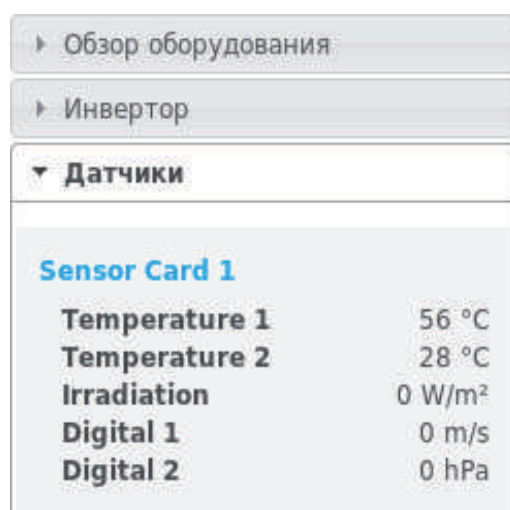 Обзор оборудования
Инвертор
Датчики
Sensor Card 1
Temperature 1 56 °C
Temperature 2 28 °C
Irradiation 0 W/m²
Digital 1 0 m/s
Digital 2 0 hPa